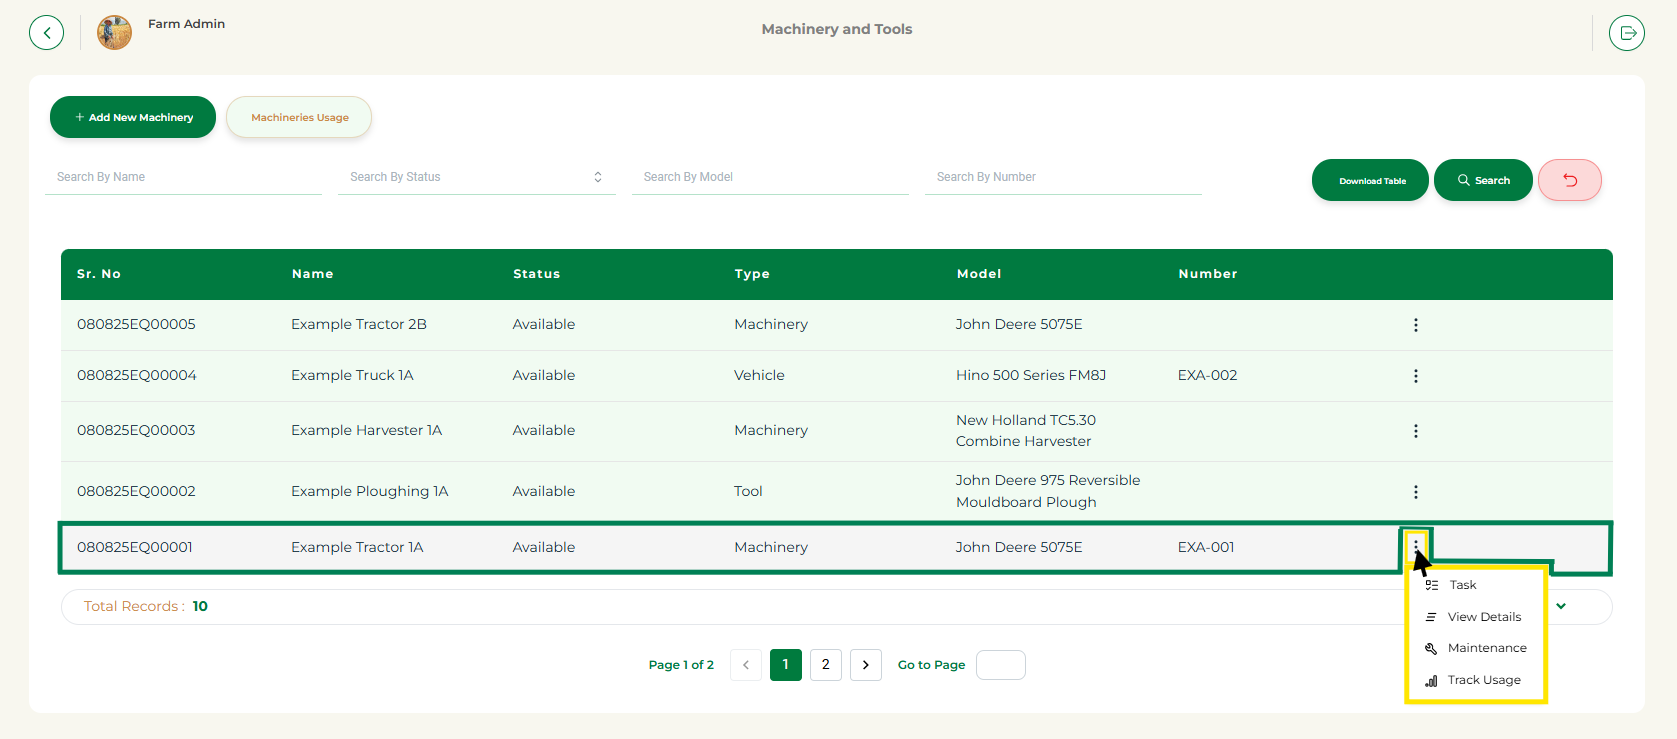 Farm Admin
Machinery and Tools
+ Add New Machinery
Machineries Usage
Search By Name
Search By Status
Search By Model
Search By Number
Download Table
Search
Sr. No Name Status Type Model Number
080825EQ00005 Example Tractor 2B Available Machinery John Deere 5075E
080825EQ00004 Example Truck 1A Available Vehicle Hino 500 Series FM8J EXA-002
080825EQ00003 Example Harvester 1A Available Machinery New Holland TC5.30
Combine Harvester
080825EQ00002 Example Ploughing 1A Available Tool John Deere 975 Reversible
Mouldboard Plough
080825EQ00001 Example Tractor 1A Available Machinery John Deere 5075E EXA-001
Task
View Details
Maintenance
Track Usage
Total Records : 10
Page 1 of 2 < 1 2 > Go to Page